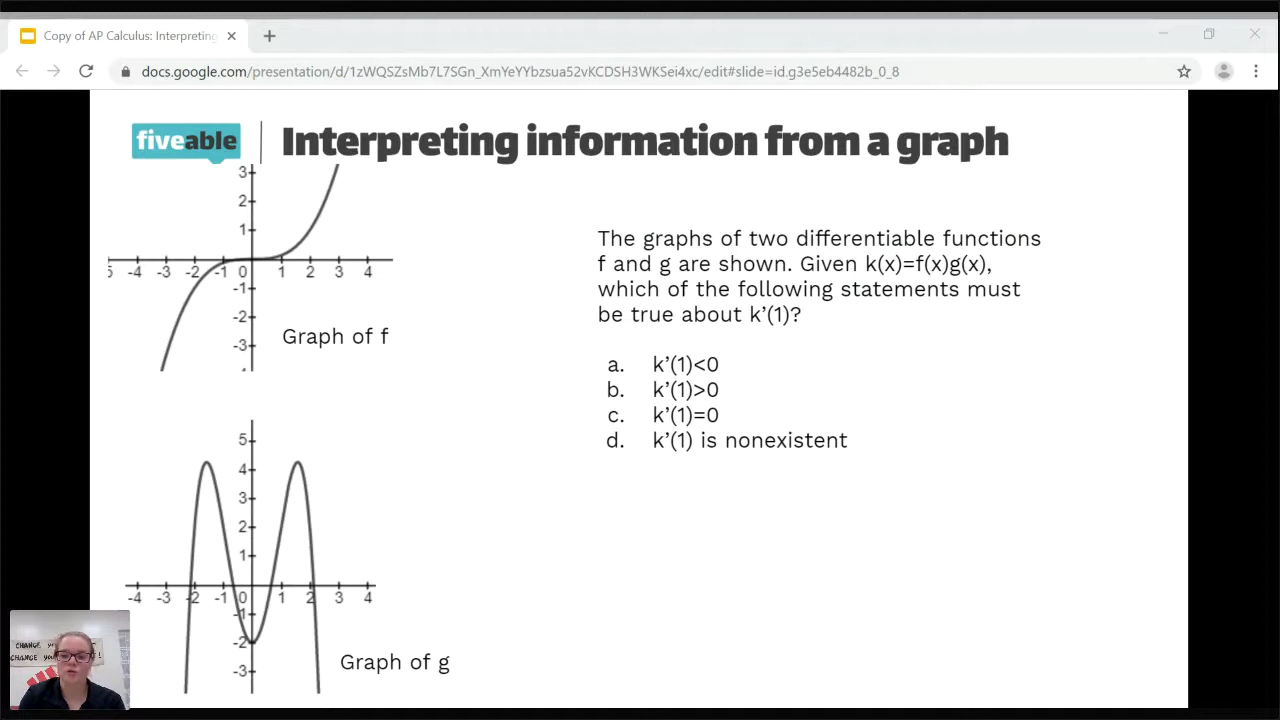 Copy of AP Calculus: Interpreting
docs.google.com/presentation/d/1zWQSZsMb7L7SGn_XmYeYYbzsua52vKCDSH3WKSei4xc/edit#slide=id.g3e5eb4482b_0_8
fiveable
Interpreting information from a graph
3
2
1
5 -4 -3 -2 -1 0 1 2 3 4
-1
-2
-3
Graph of f
The graphs of two differentiable functions
f and g are shown. Given k(x)=f(x)g(x),
which of the following statements must
be true about k’(1)?
a. k’(1)<0
b. k’(1)>0
c. k’(1)=0
d. k’(1) is nonexistent
5
4
3
2
1
-4 -3 -2 -1 0 1 2 3 4
-1
-2
-3
Graph of g
CHANGE
CHANGE